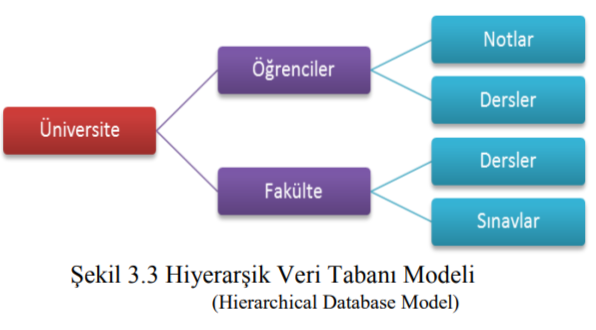 Üniversite
Öğrenciler
Fakülte
Notlar
Dersler
Dersler
Sınavlar
Şekil 3.3 Hiyerarşik Veri Tabanı Modeli
(Hierarchical Database Model)